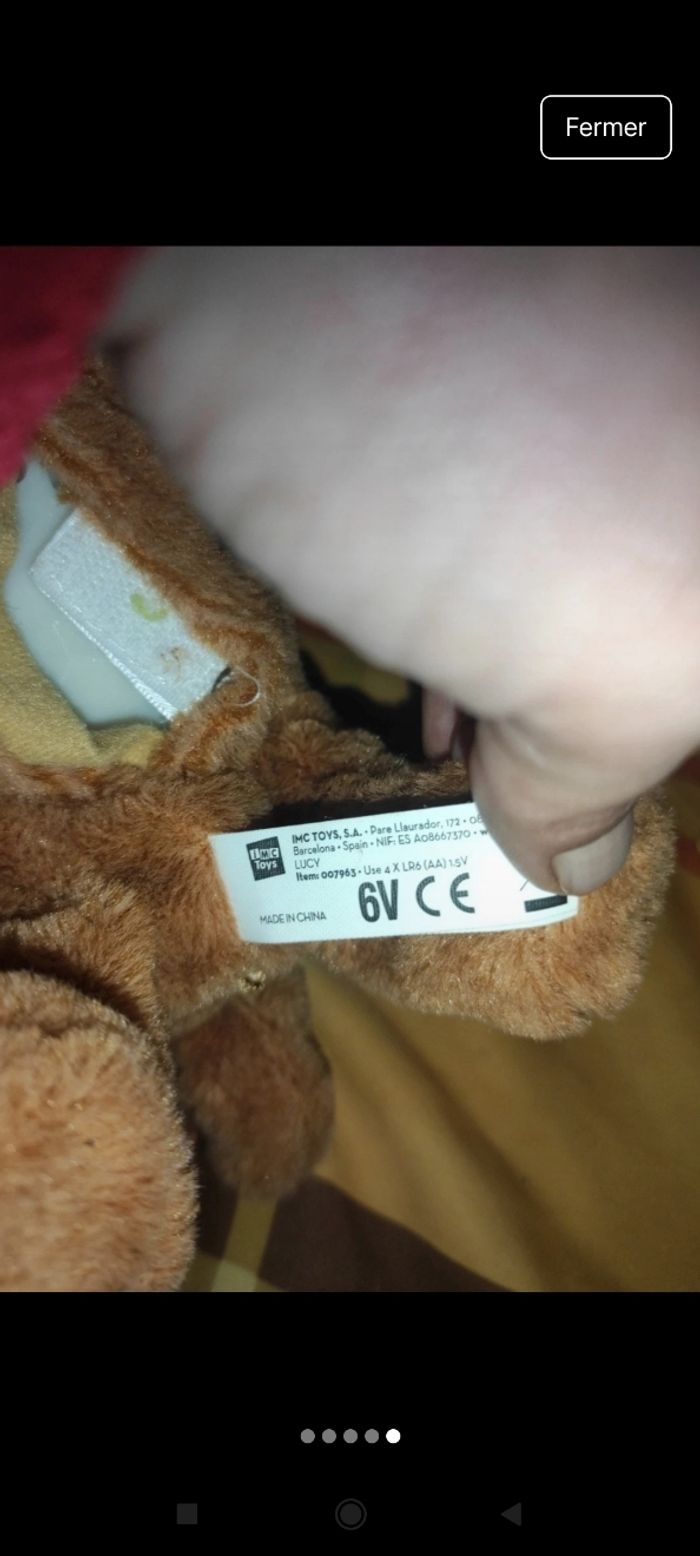 Fermer
IMC Toys
IMC TOYS, S.A. • Pare Llaurador, 172 •
Barcelona • Spain • NIF: ES A08667370 •
LUCY
Item: 007963 • Use 4 X LR6 (AA) 1.5V
MADE IN CHINA 6V CE